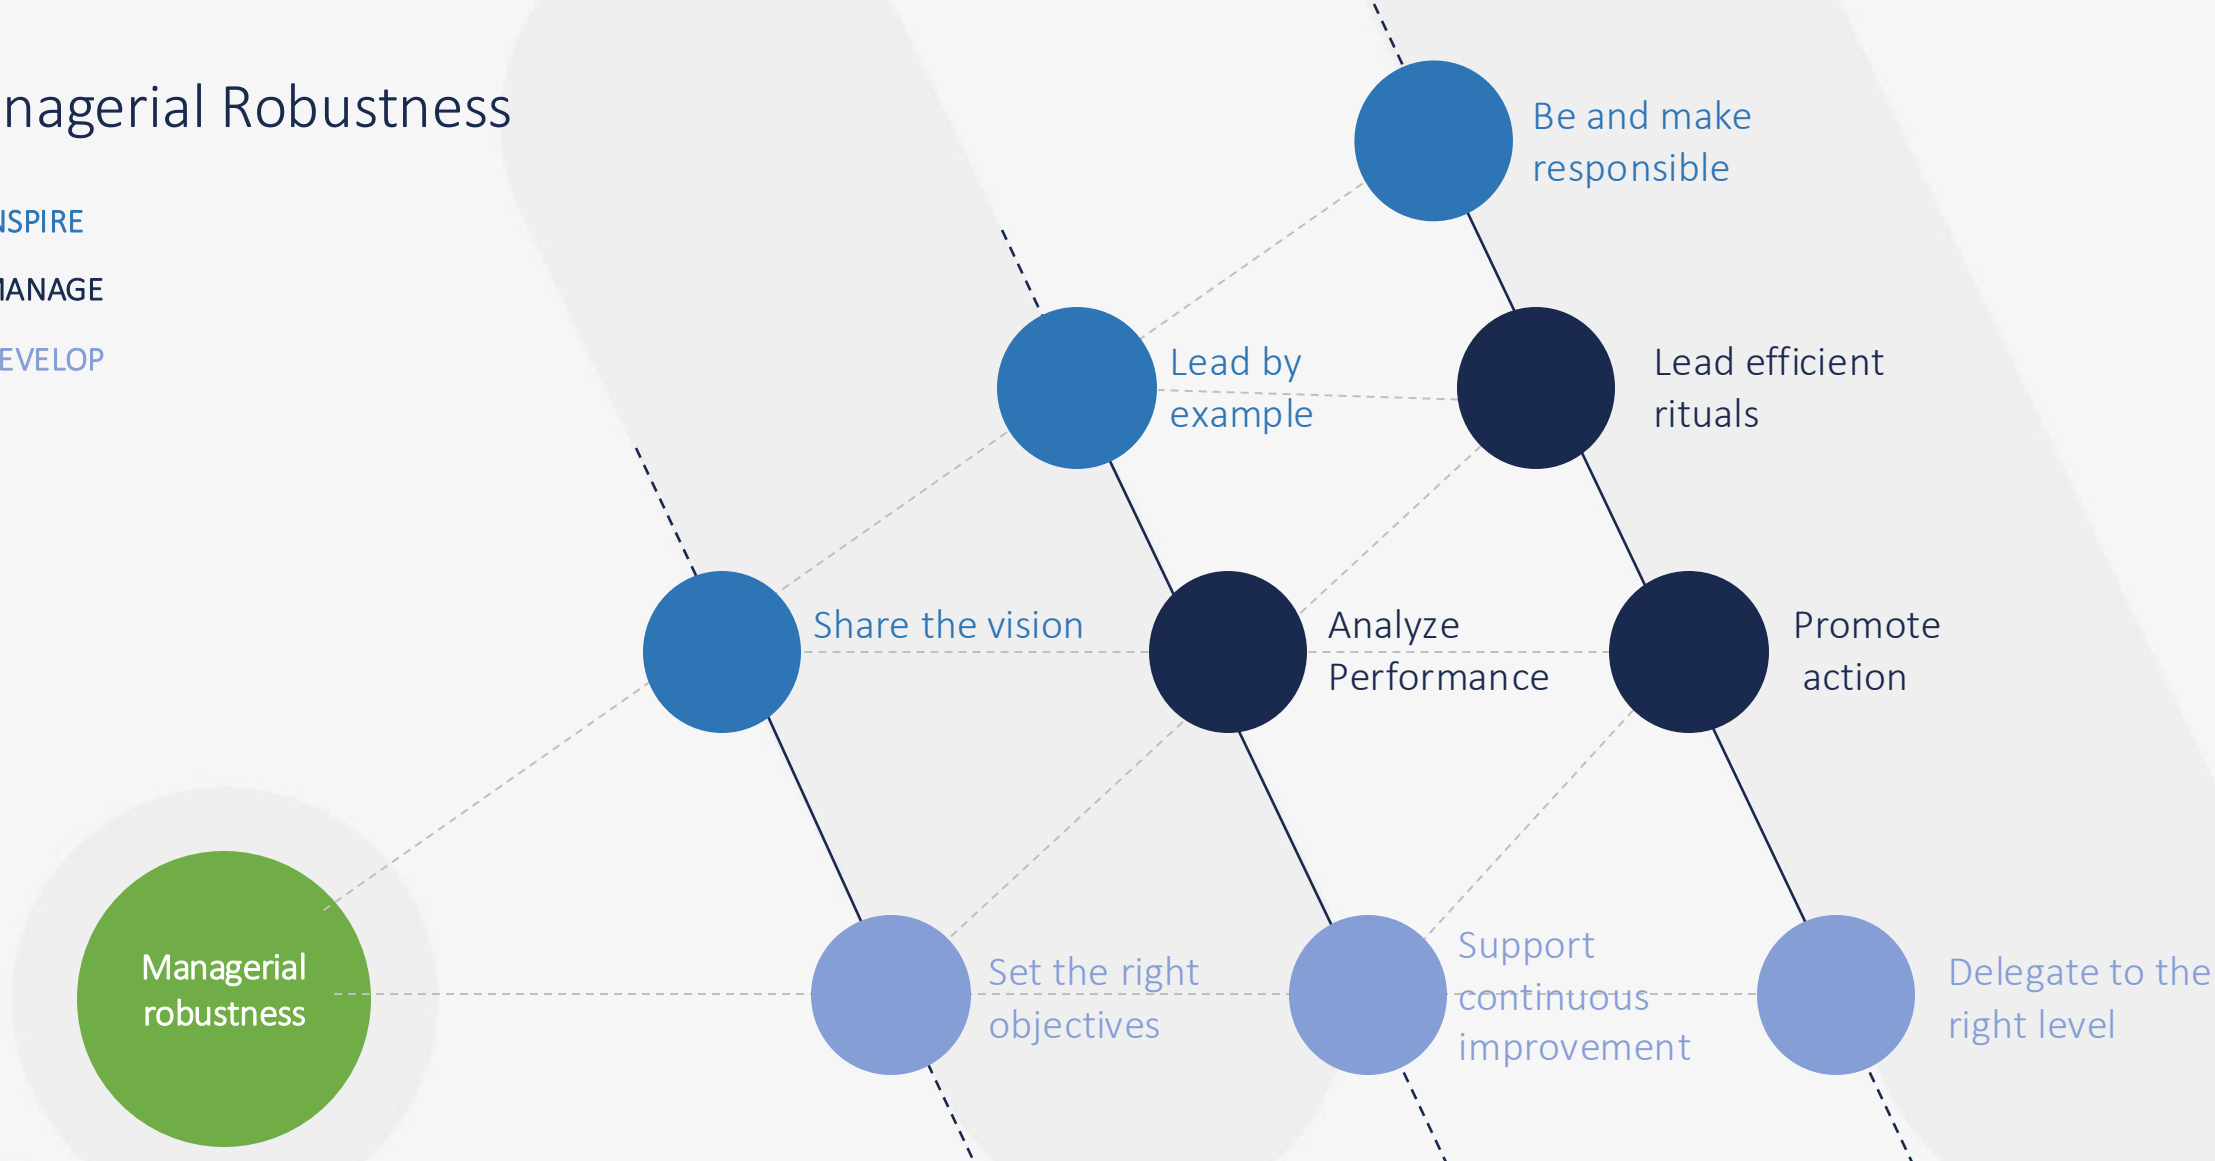 nagerial Robustness
NSPIRE
MANAGE
EVELOP
Be and make
responsible
Lead by
example
Lead efficient
rituals
Share the vision
Analyze
Performance
Promote
action
Managerial
robustness
Set the right
objectives
Support
continuous
improvement
Delegate to the
right level